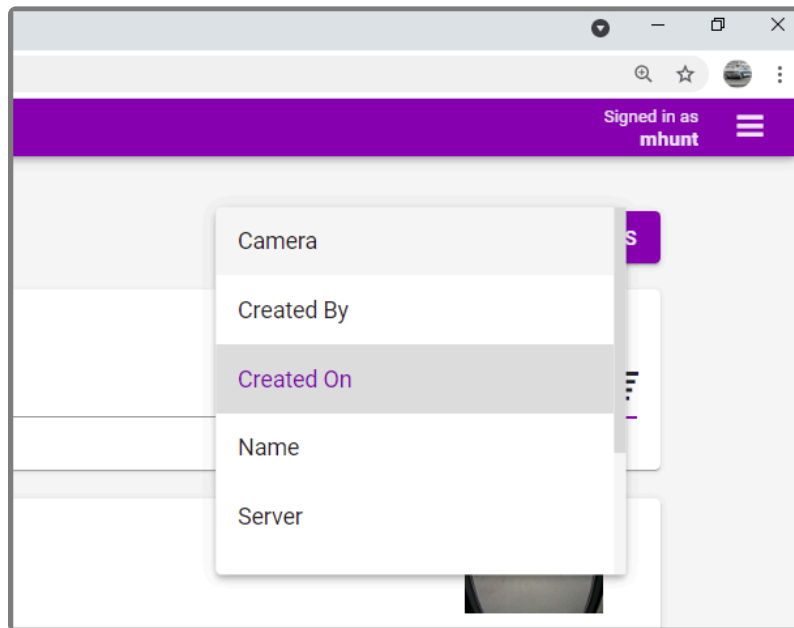 Signed in as
mhunt
Camera
S
Created By
Created On
Name
Server